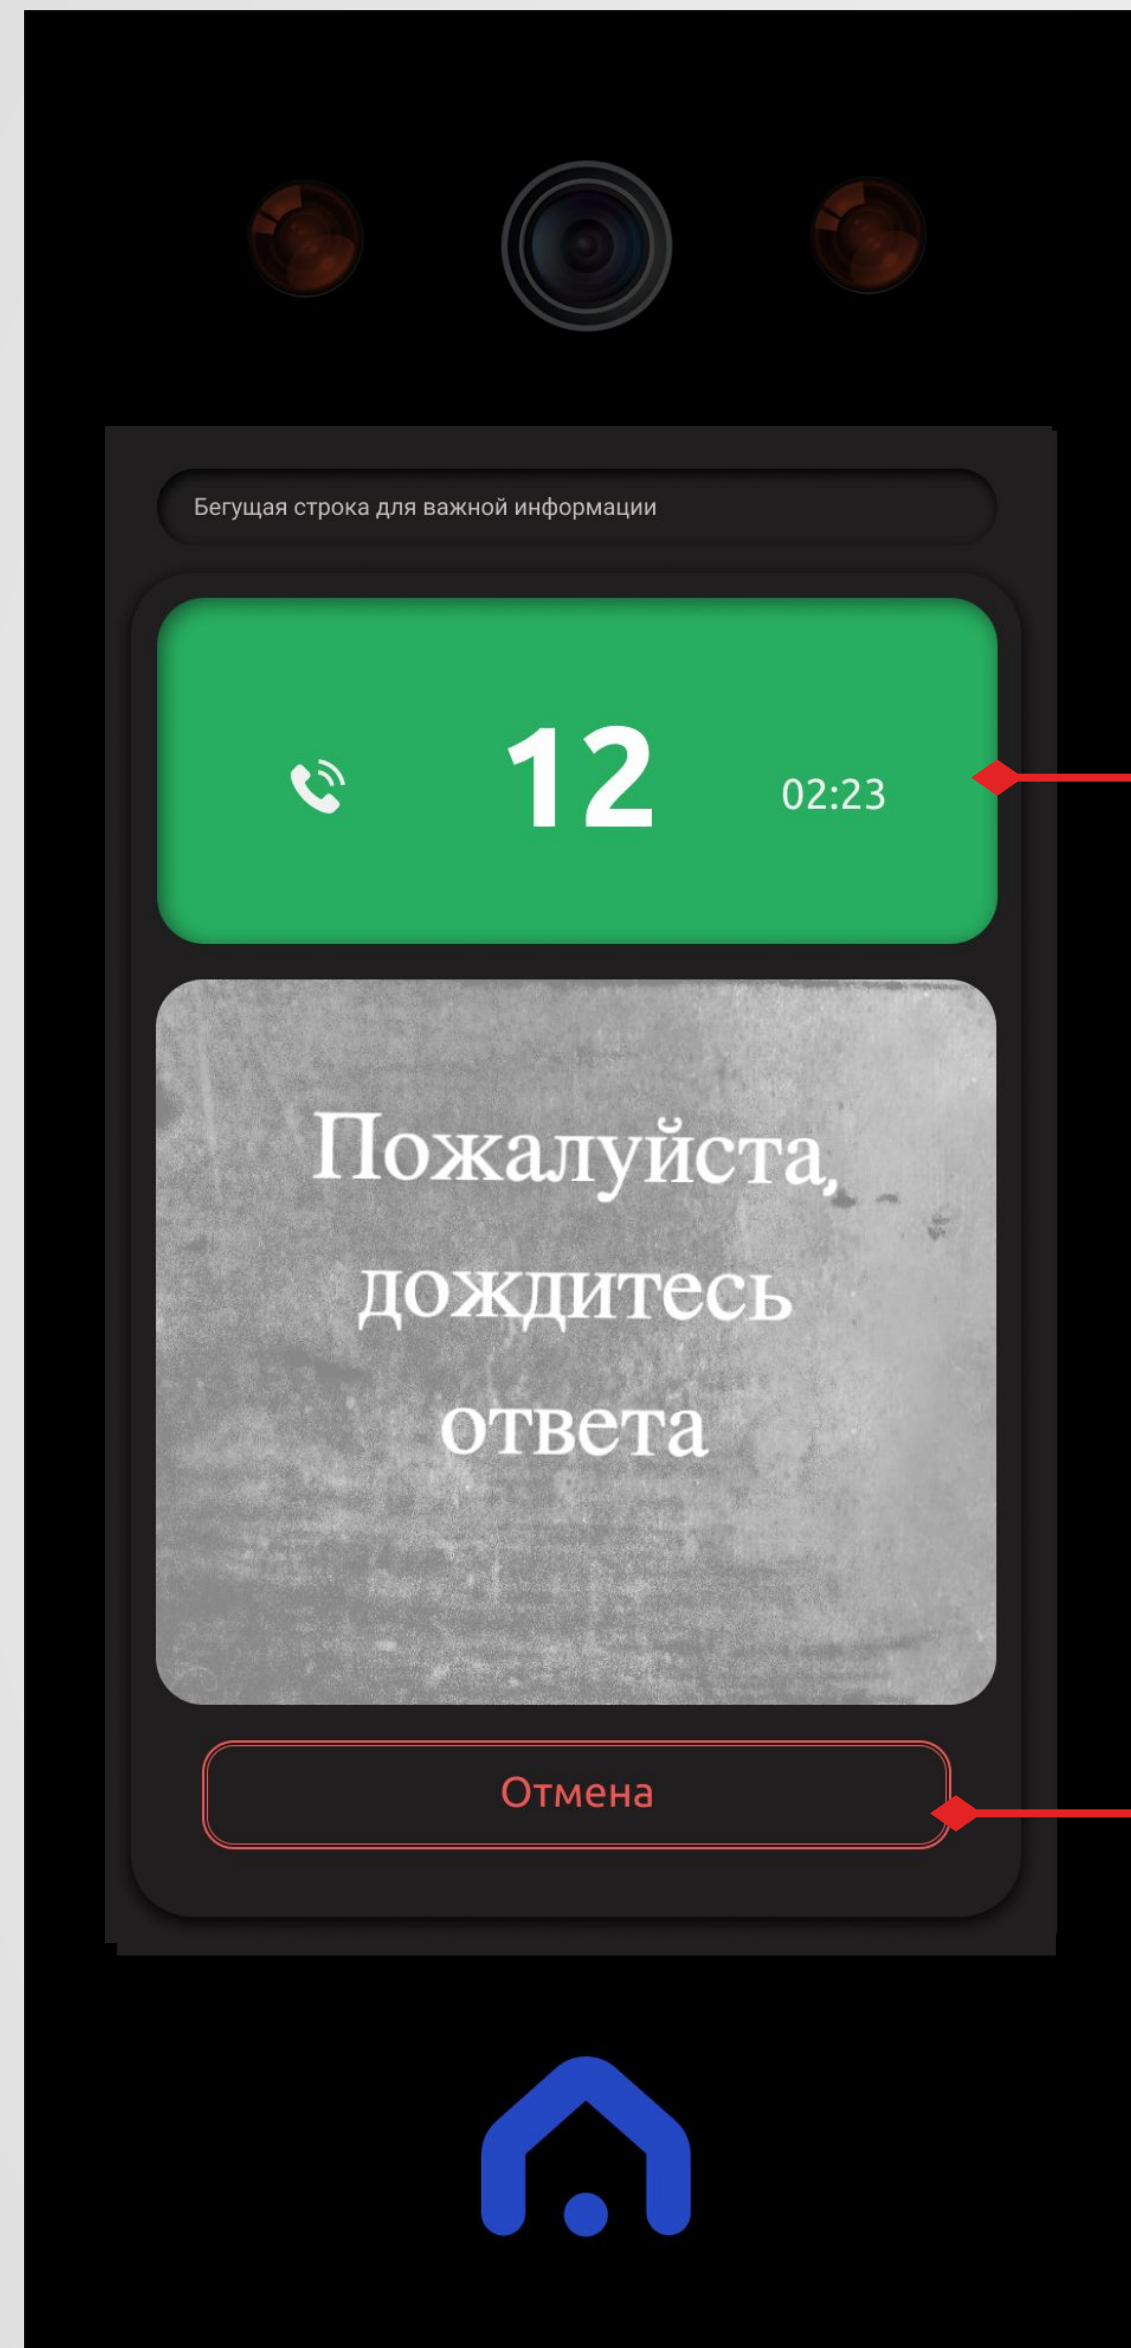 Бегущая строка для важной информации
12
02:23
Пожалуйста,
дождитесь
ответа
Отмена